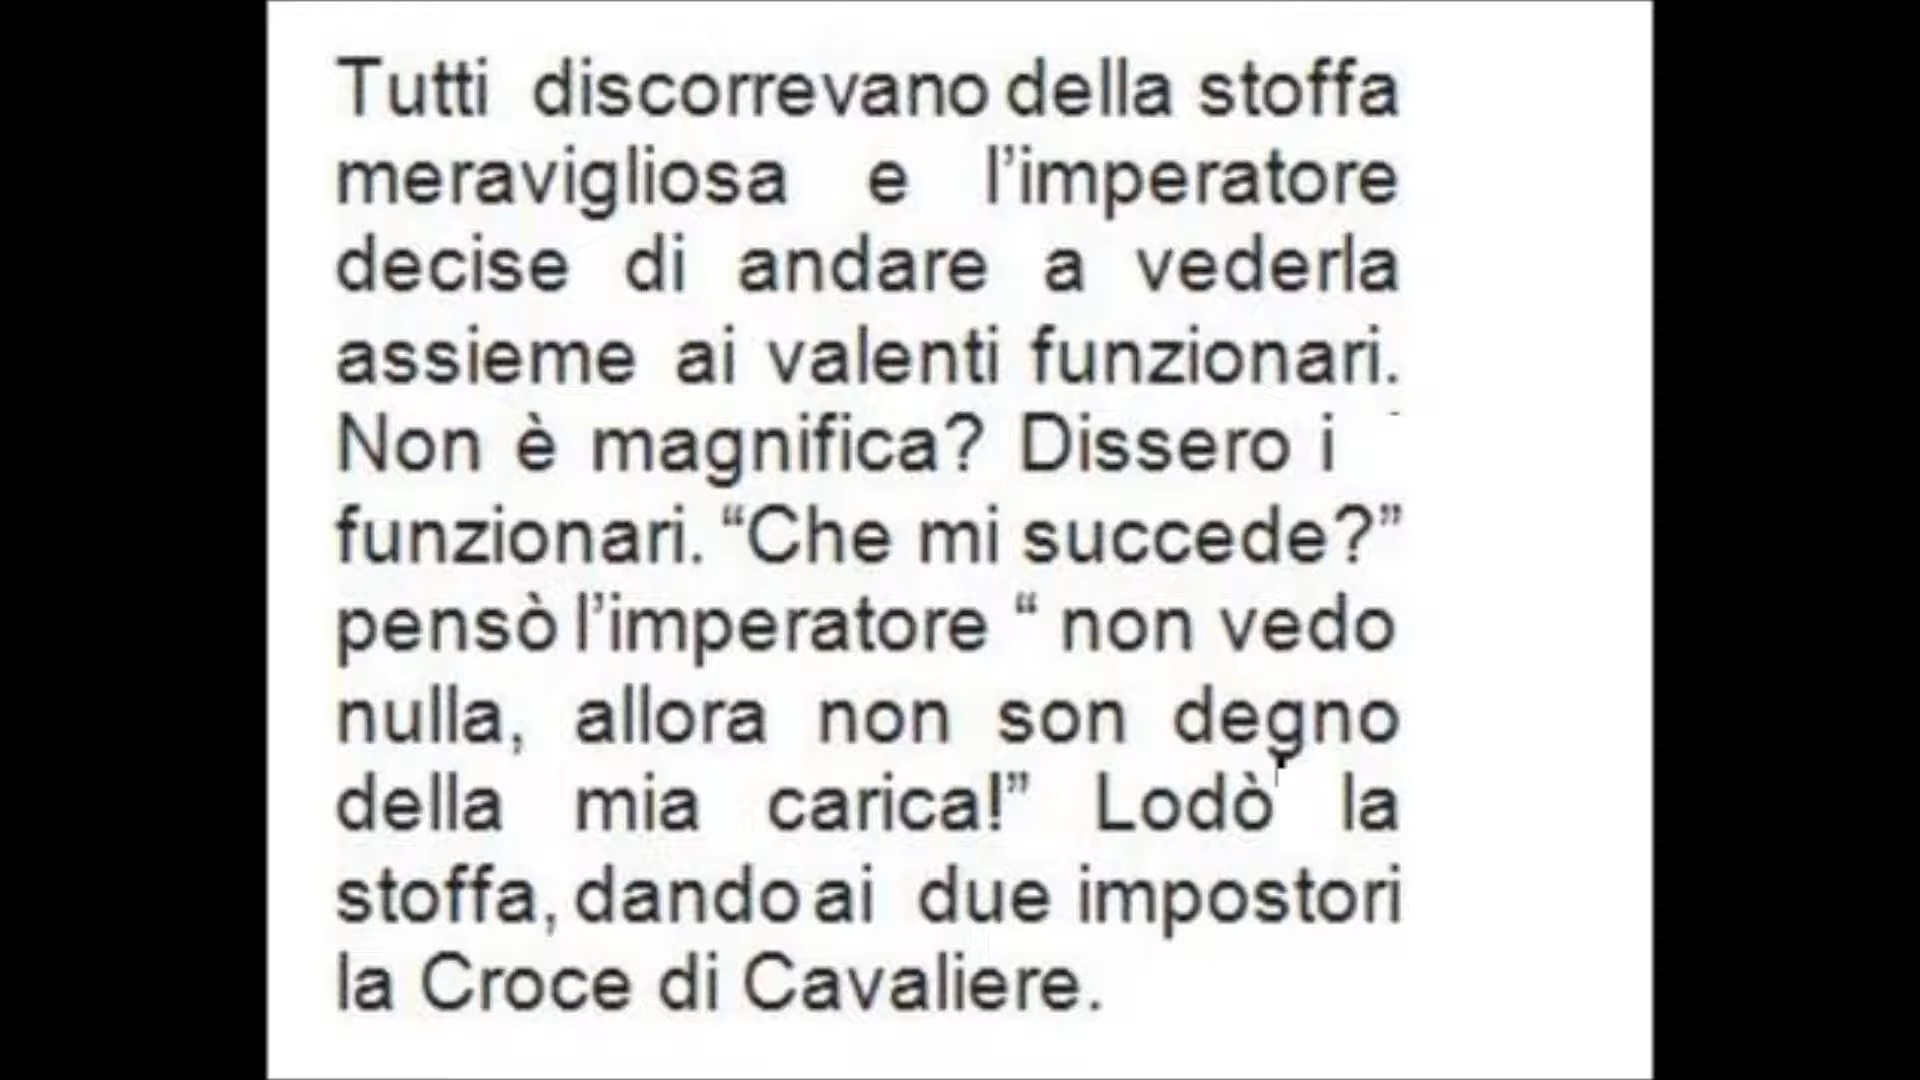 Tutti discorrevano della stoffa
meravigliosa e l’imperatore
decise di andare a vederla
assieme ai valenti funzionari.
Non è magnifica? Dissero i
funzionari. “Che mi succede?”
pensò l’imperatore “ non vedo
nulla, allora non son degno
della mia carica!” Lodò la
stoffa, dando ai due impostori
la Croce di Cavaliere.